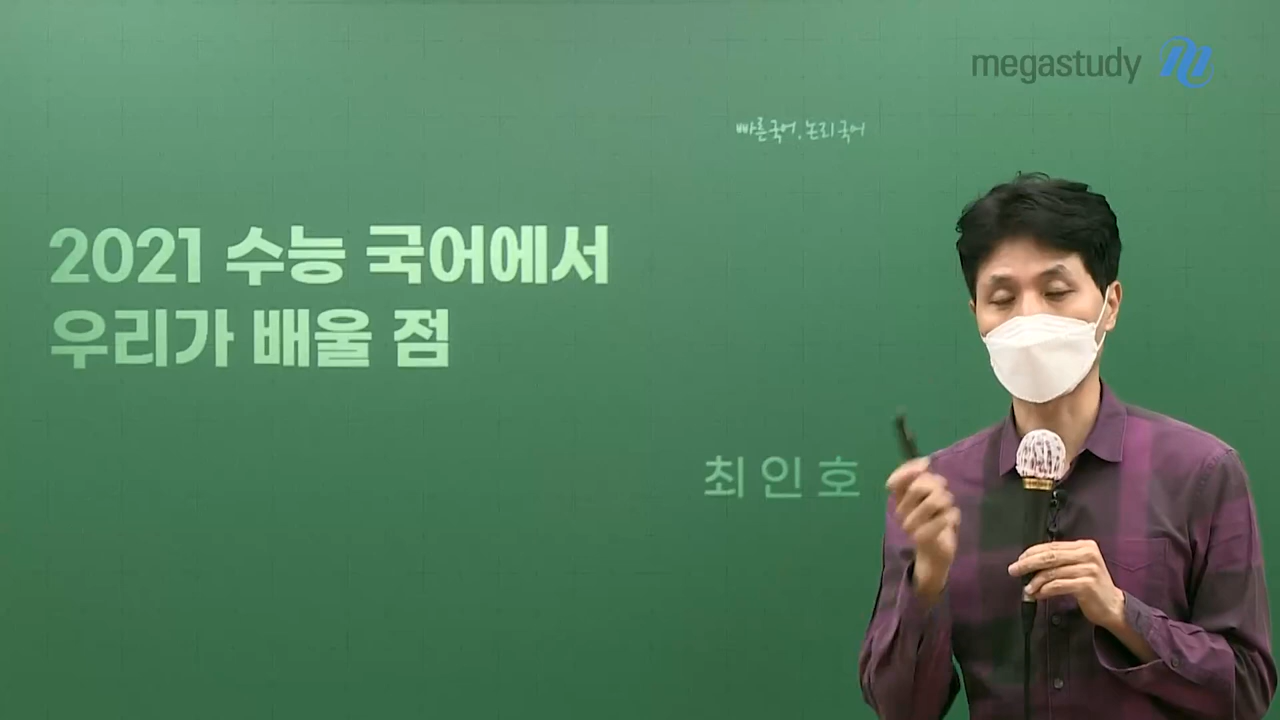 megastudy
빠른국어, 논리국어
2021 수능 국어에서
우리가 배울 점
최인호
megastudy